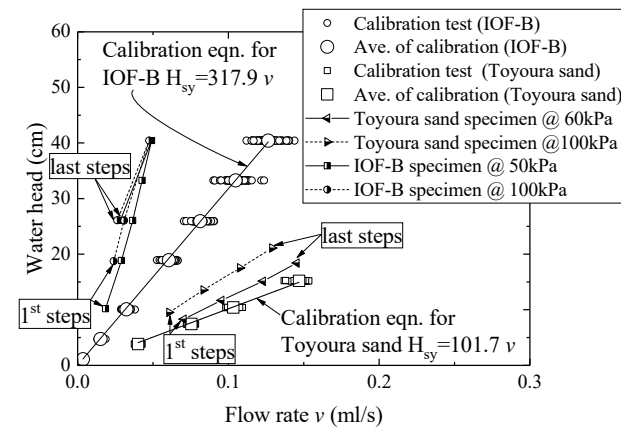 Calibration test (IOF-B)
Ave. of calibration (IOF-B)
Calibration test (Toyoura sand)
Ave. of calibration (Toyoura sand)
Toyoura sand specimen @ 60kPa
Toyoura sand specimen @100kPa
IOF-B specimen @ 50kPa
IOF-B specimen @ 100kPa
60
50
40
30
20
10
0
Water head (cm)
Calibration eqn. for
IOF-B Hsy=317.9 v
last steps
1st steps
last steps
1st steps
Calibration eqn. for
Toyoura sand Hsy=101.7 v
0.0
0.1
0.2
0.3
Flow rate v (ml/s)